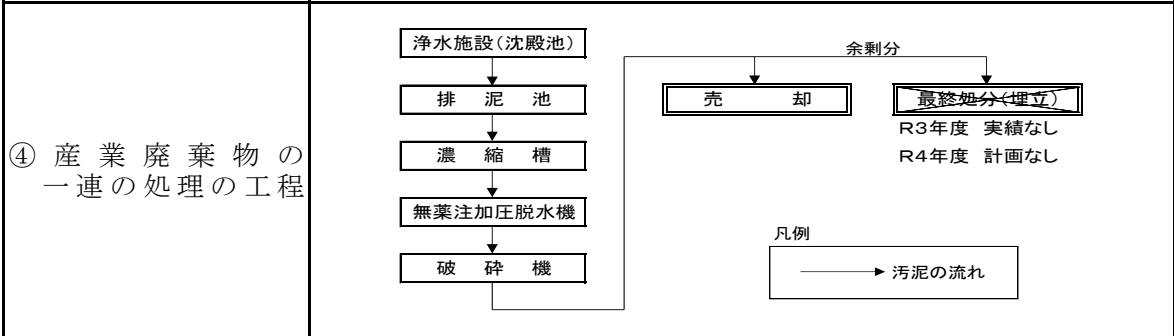 ④ 産業廃棄物の
一連の処理の工程
浄水施設(沈殿池)
排泥池
濃縮槽
無薬注加圧脱水機
破砕機
余剰分
売却
最終処分(埋立)
R3年度 実績なし
R4年度 計画なし
凡例
汚泥の流れ